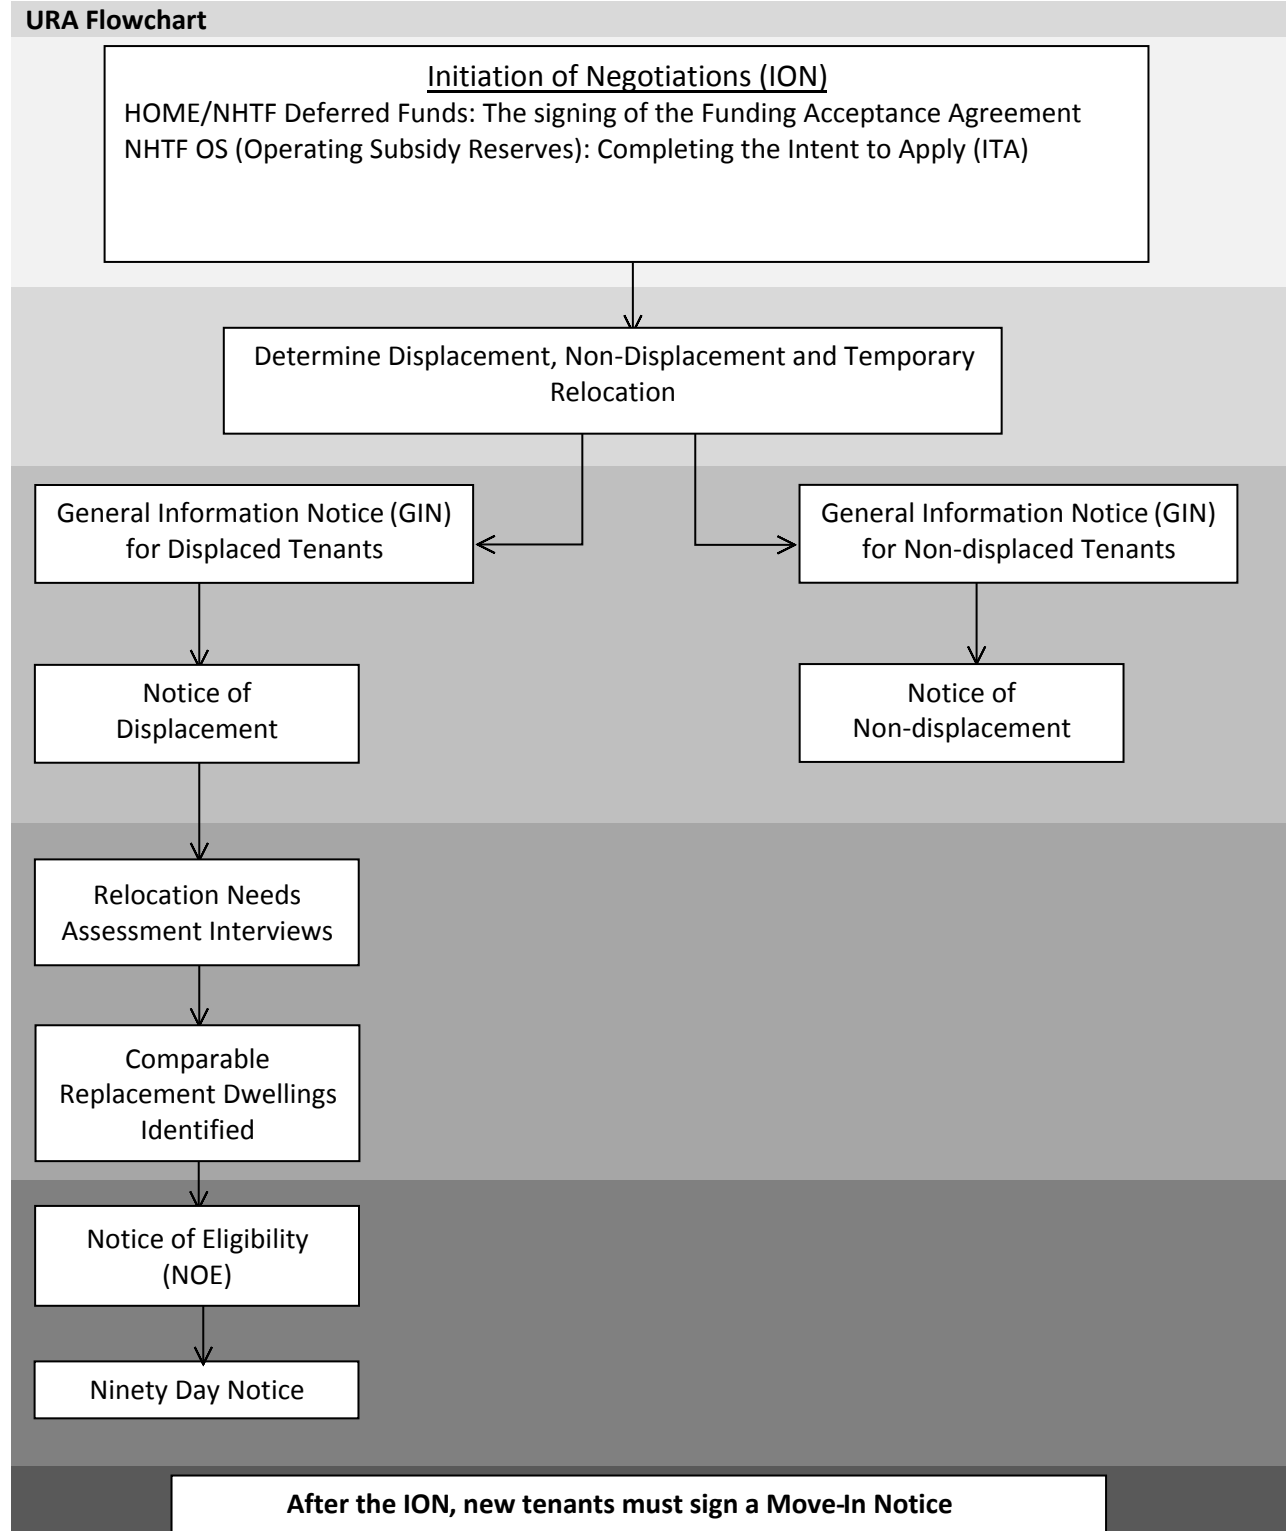 URA Flowchart
Initiation of Negotiations (ION)
HOME/NHTF Deferred Funds: The signing of the Funding Acceptance Agreement
NHTF OS (Operating Subsidy Reserves): Completing the Intent to Apply (ITA)
Determine Displacement, Non-Displacement and Temporary
Relocation
General Information Notice (GIN)
for Displaced Tenants
General Information Notice (GIN)
for Non-displaced Tenants
Notice of
Displacement
Notice of
Non-displacement
Relocation Needs
Assessment Interviews
Comparable
Replacement Dwellings
Identified
Notice of Eligibility
(NOE)
Ninety Day Notice
After the ION, new tenants must sign a Move-In Notice